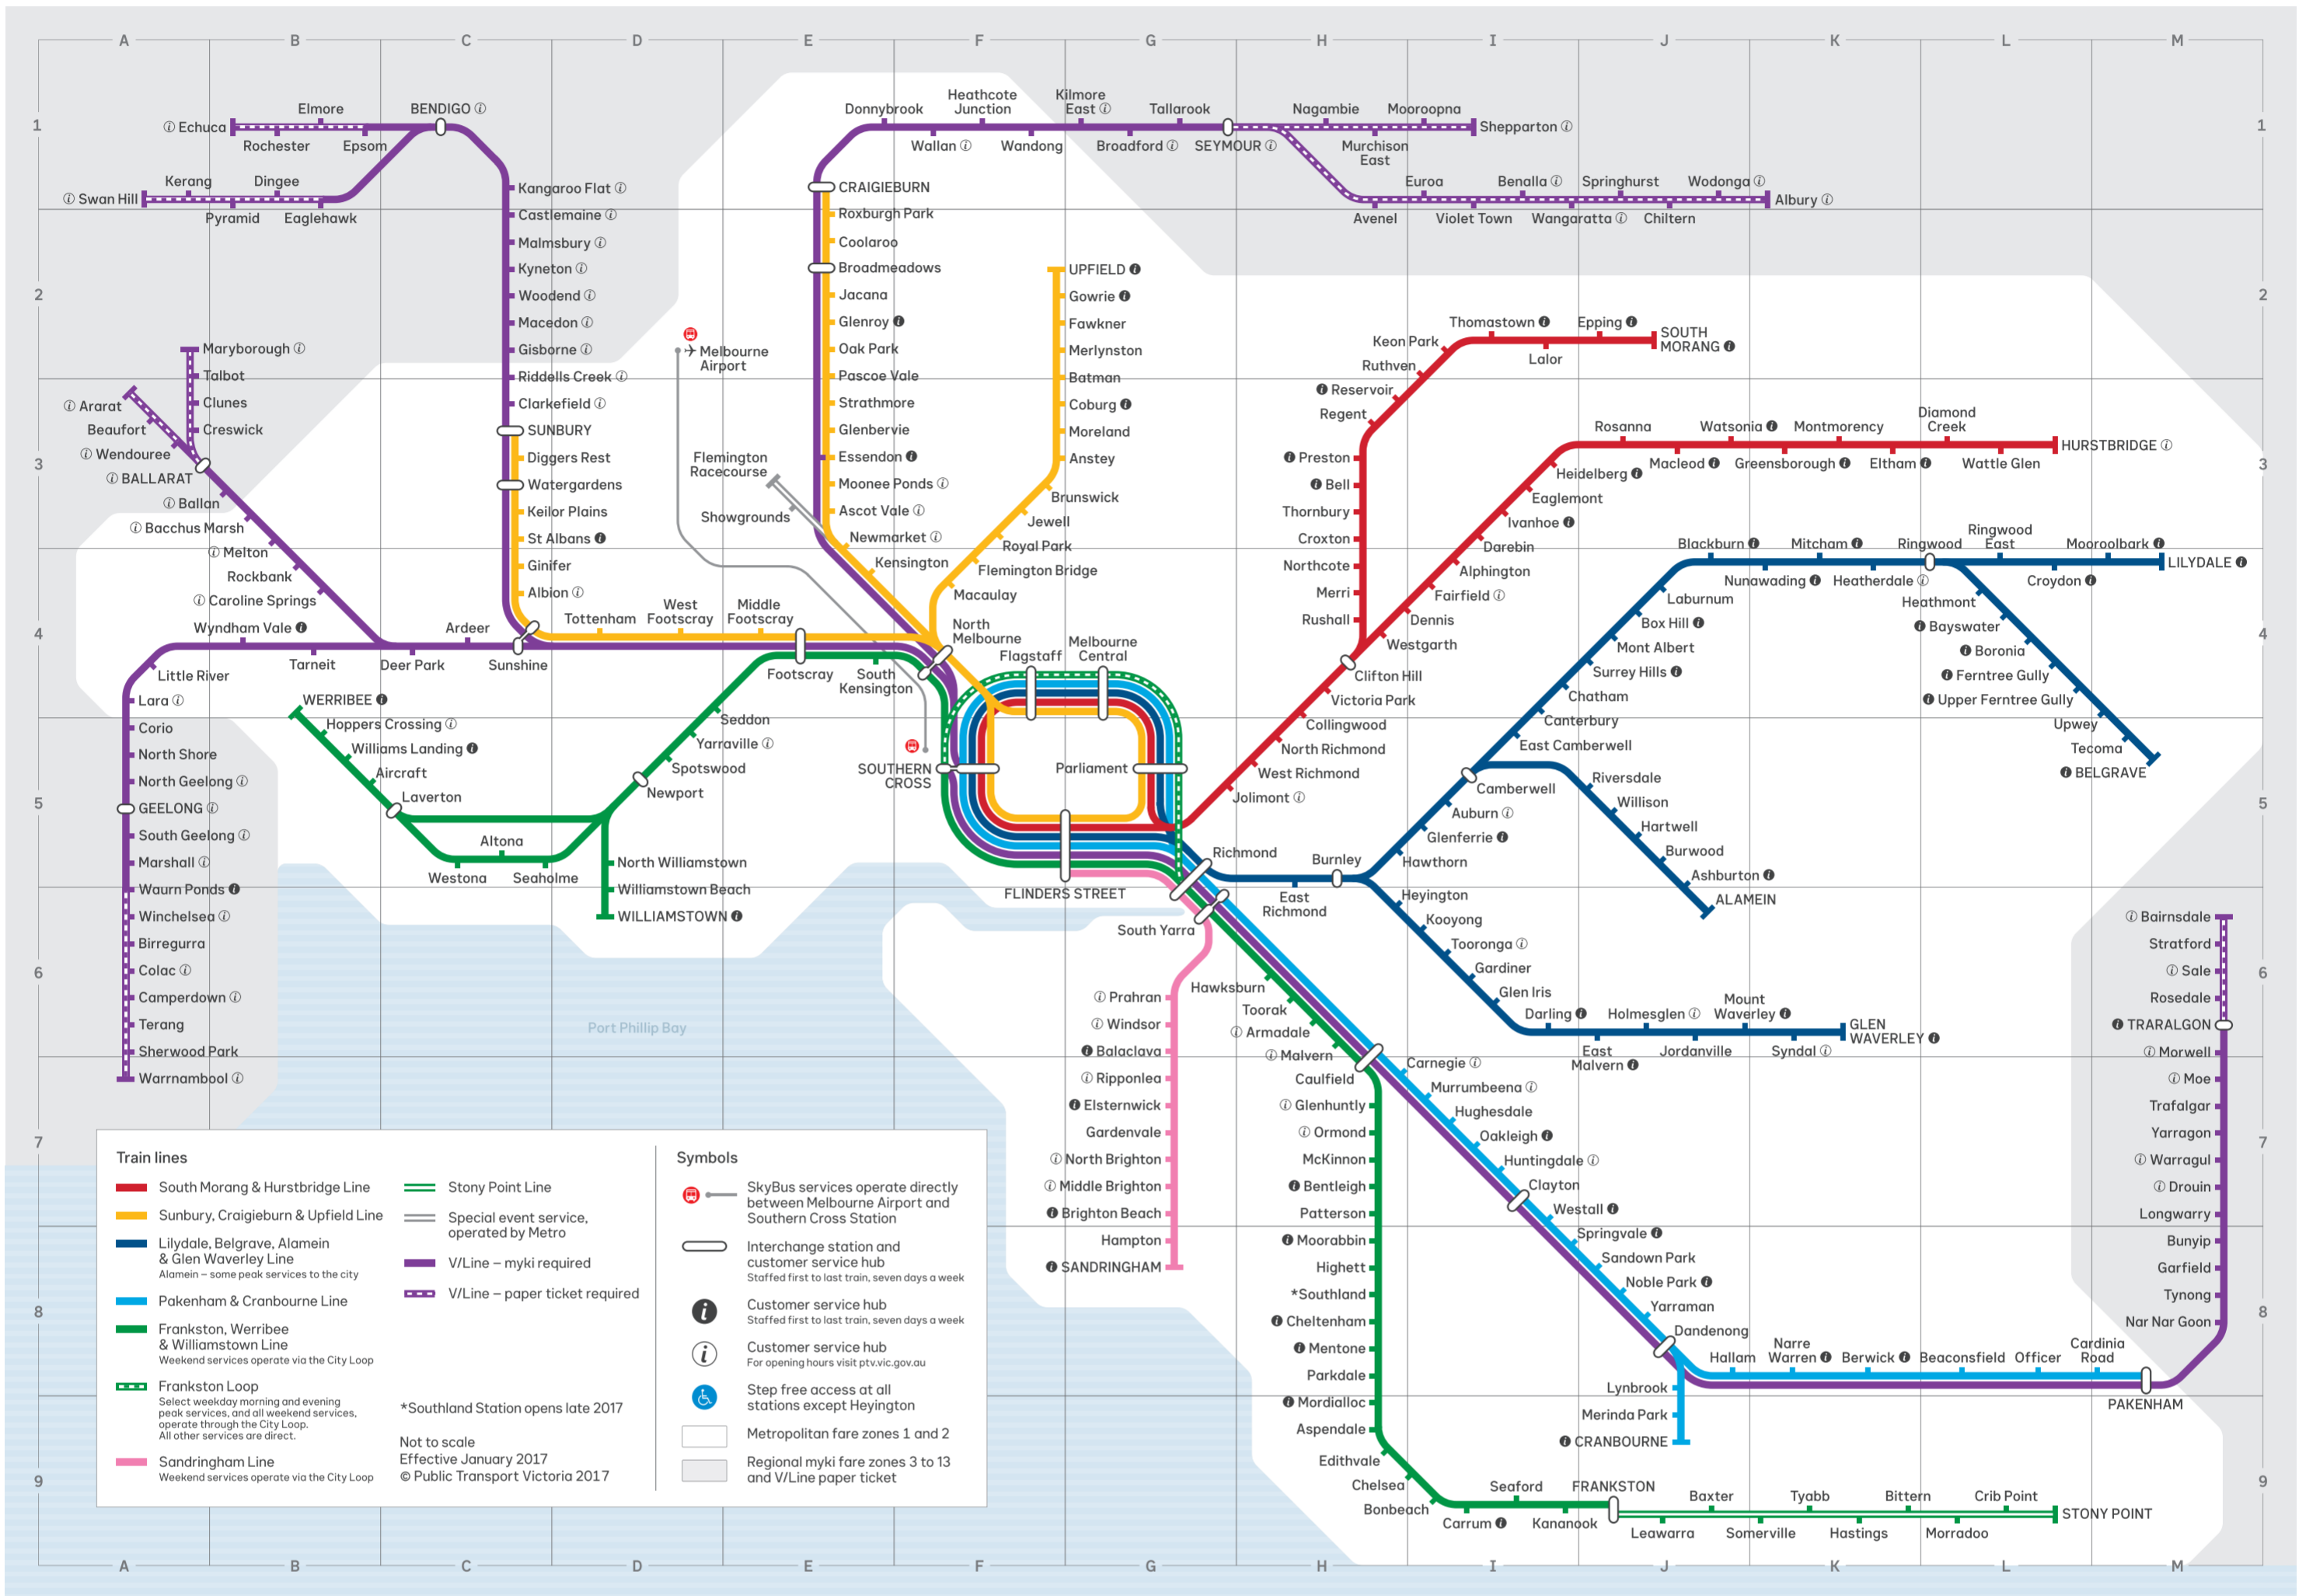 A B C D E F G H I J K L M
1
2
3
4
5
6
7
8
9
Echuca
Rochester
Elmore
Epsom
BENDIGO
Swan Hill
Kerang
Pyramid
Dingee
Eaglehawk
Kangaroo Flat
Castlemaine
Malmsbury
Kyneton
Woodend
Macedon
Gisborne
Riddells Creek
Clarkefield
SUNBURY
Diggers Rest
Watergardens
Keilor Plains
St Albans
Ginifer
Albion
Sunshine
Tottenham
West
Footscray
Middle
Footscray
Footscray
South
Kensington
North
Melbourne
Maryborough
Talbot
Clunes
Creswick
Ararat
Beaufort
Wendouree
BALLARAT
Ballan
Bacchus Marsh
Melton
Rockbank
Caroline Springs
Wyndham Vale
Tarneit
Deer Park
Ardeer
Little River
Lara
Corio
North Shore
North Geelong
GEELONG
South Geelong
Marshall
Waurn Ponds
Winchelsea
Birregurra
Colac
Camperdown
Terang
Sherwood Park
Warrnambool
WERRIBEE
Hoppers Crossing
Williams Landing
Aircraft
Laverton
Westona
Altona
Seaholme
Seddon
Yarraville
Spotswood
Newport
North Williamstown
Williamstown Beach
WILLIAMSTOWN
Melbourne
Airport
Flemington
Racecourse
Showgrounds
Donnybrook
Wallan
Heathcote
Junction
Wandong
Kilmore
East
Broadford
Tallarook
SEYMOUR
Nagambie
Murchison
East
Mooroopna
Shepparton
Avenel
Euroa
Violet Town
Benalla
Wangaratta
Springhurst
Chiltern
Wodonga
Albury
CRAIGIEBURN
Roxburgh Park
Coolaroo
Broadmeadows
Jacana
Glenroy
Oak Park
Pascoe Vale
Strathmore
Glenbervie
Essendon
Moonee Ponds
Ascot Vale
Newmarket
Kensington
UPFIELD
Gowrie
Fawkner
Merlynston
Batman
Coburg
Moreland
Anstey
Brunswick
Jewell
Royal Park
Flemington Bridge
Macaulay
Flagstaff
Melbourne
Central
SOUTHERN
CROSS
Parliament
FLINDERS STREET
Richmond
South Yarra
SOUTH
MORANG
Epping
Lalor
Thomastown
Keon Park
Ruthven
Reservoir
Regent
Preston
Bell
Thornbury
Croxton
Northcote
Merri
Rushall
HURSTBRIDGE
Wattle Glen
Diamond
Creek
Eltham
Montmorency
Greensborough
Watsonia
Macleod
Rosanna
Heidelberg
Eaglemont
Ivanhoe
Darebin
Alphington
Fairfield
Dennis
Westgarth
Clifton Hill
Victoria Park
Collingwood
North Richmond
West Richmond
Jolimont
LILYDALE
Mooroolbark
Croydon
Ringwood
East
Ringwood
Heatherdale
Mitcham
Nunawading
Blackburn
Laburnum
Box Hill
Mont Albert
Surrey Hills
Chatham
Canterbury
East Camberwell
Camberwell
Auburn
Glenferrie
Hawthorn
Burnley
East
Richmond
Heathmont
Bayswater
Boronia
Ferntree Gully
Upper Ferntree Gully
Upwey
Tecoma
BELGRAVE
Riversdale
Willison
Hartwell
Burwood
Ashburton
ALAMEIN
Heyington
Kooyong
Tooronga
Gardiner
Glen Iris
Darling
East
Malvern
Holmesglen
Jordanville
Mount
Waverley
Syndal
GLEN
WAVERLEY
Prahran
Windsor
Balaclava
Ripponlea
Elsternwick
Gardenvale
North Brighton
Middle Brighton
Brighton Beach
Hampton
SANDRINGHAM
Hawksburn
Toorak
Armadale
Malvern
Caulfield
Glenhuntly
Ormond
McKinnon
Bentleigh
Patterson
Moorabbin
Highett
*Southland
Cheltenham
Mentone
Parkdale
Mordialloc
Aspendale
Edithvale
Chelsea
Bonbeach
Carrum
Seaford
Kananook
FRANKSTON
Leawarra
Baxter
Somerville
Tyabb
Hastings
Bittern
Morradoo
Crib Point
STONY POINT
Carnegie
Murrumbeena
Hughesdale
Oakleigh
Huntingdale
Clayton
Westall
Springvale
Sandown Park
Noble Park
Yarraman
Dandenong
Lynbrook
Merinda Park
CRANBOURNE
Hallam
Narre
Warren
Berwick
Beaconsfield
Officer
Cardinia
Road
PAKENHAM
Nar Nar Goon
Tynong
Garfield
Bunyip
Longwarry
Drouin
Warragul
Yarragon
Trafalgar
Moe
Morwell
TRARALGON
Rosedale
Sale
Stratford
Bairnsdale
Port Phillip Bay
Train lines
South Morang & Hurstbridge Line
Sunbury, Craigieburn & Upfield Line
Lilydale, Belgrave, Alamein
& Glen Waverley Line
Alamein – some peak services to the city
Pakenham & Cranbourne Line
Frankston, Werribee
& Williamstown Line
Weekend services operate via the City Loop
Frankston Loop
Select weekday morning and evening
peak services, and all weekend services,
operate through the City Loop.
All other services are direct.
Sandringham Line
Weekend services operate via the City Loop
Stony Point Line
Special event service,
operated by Metro
V/Line – myki required
V/Line – paper ticket required
*Southland Station opens late 2017
Not to scale
Effective January 2017
© Public Transport Victoria 2017
Symbols
SkyBus services operate directly
between Melbourne Airport and
Southern Cross Station
Interchange station and
customer service hub
Staffed first to last train, seven days a week
Customer service hub
Staffed first to last train, seven days a week
Customer service hub
For opening hours visit ptv.vic.gov.au
Step free access at all
stations except Heyington
Metropolitan fare zones 1 and 2
Regional myki fare zones 3 to 13
and V/Line paper ticket
A B C D E F G H I J K L M
1
2
3
4
5
6
7
8
9